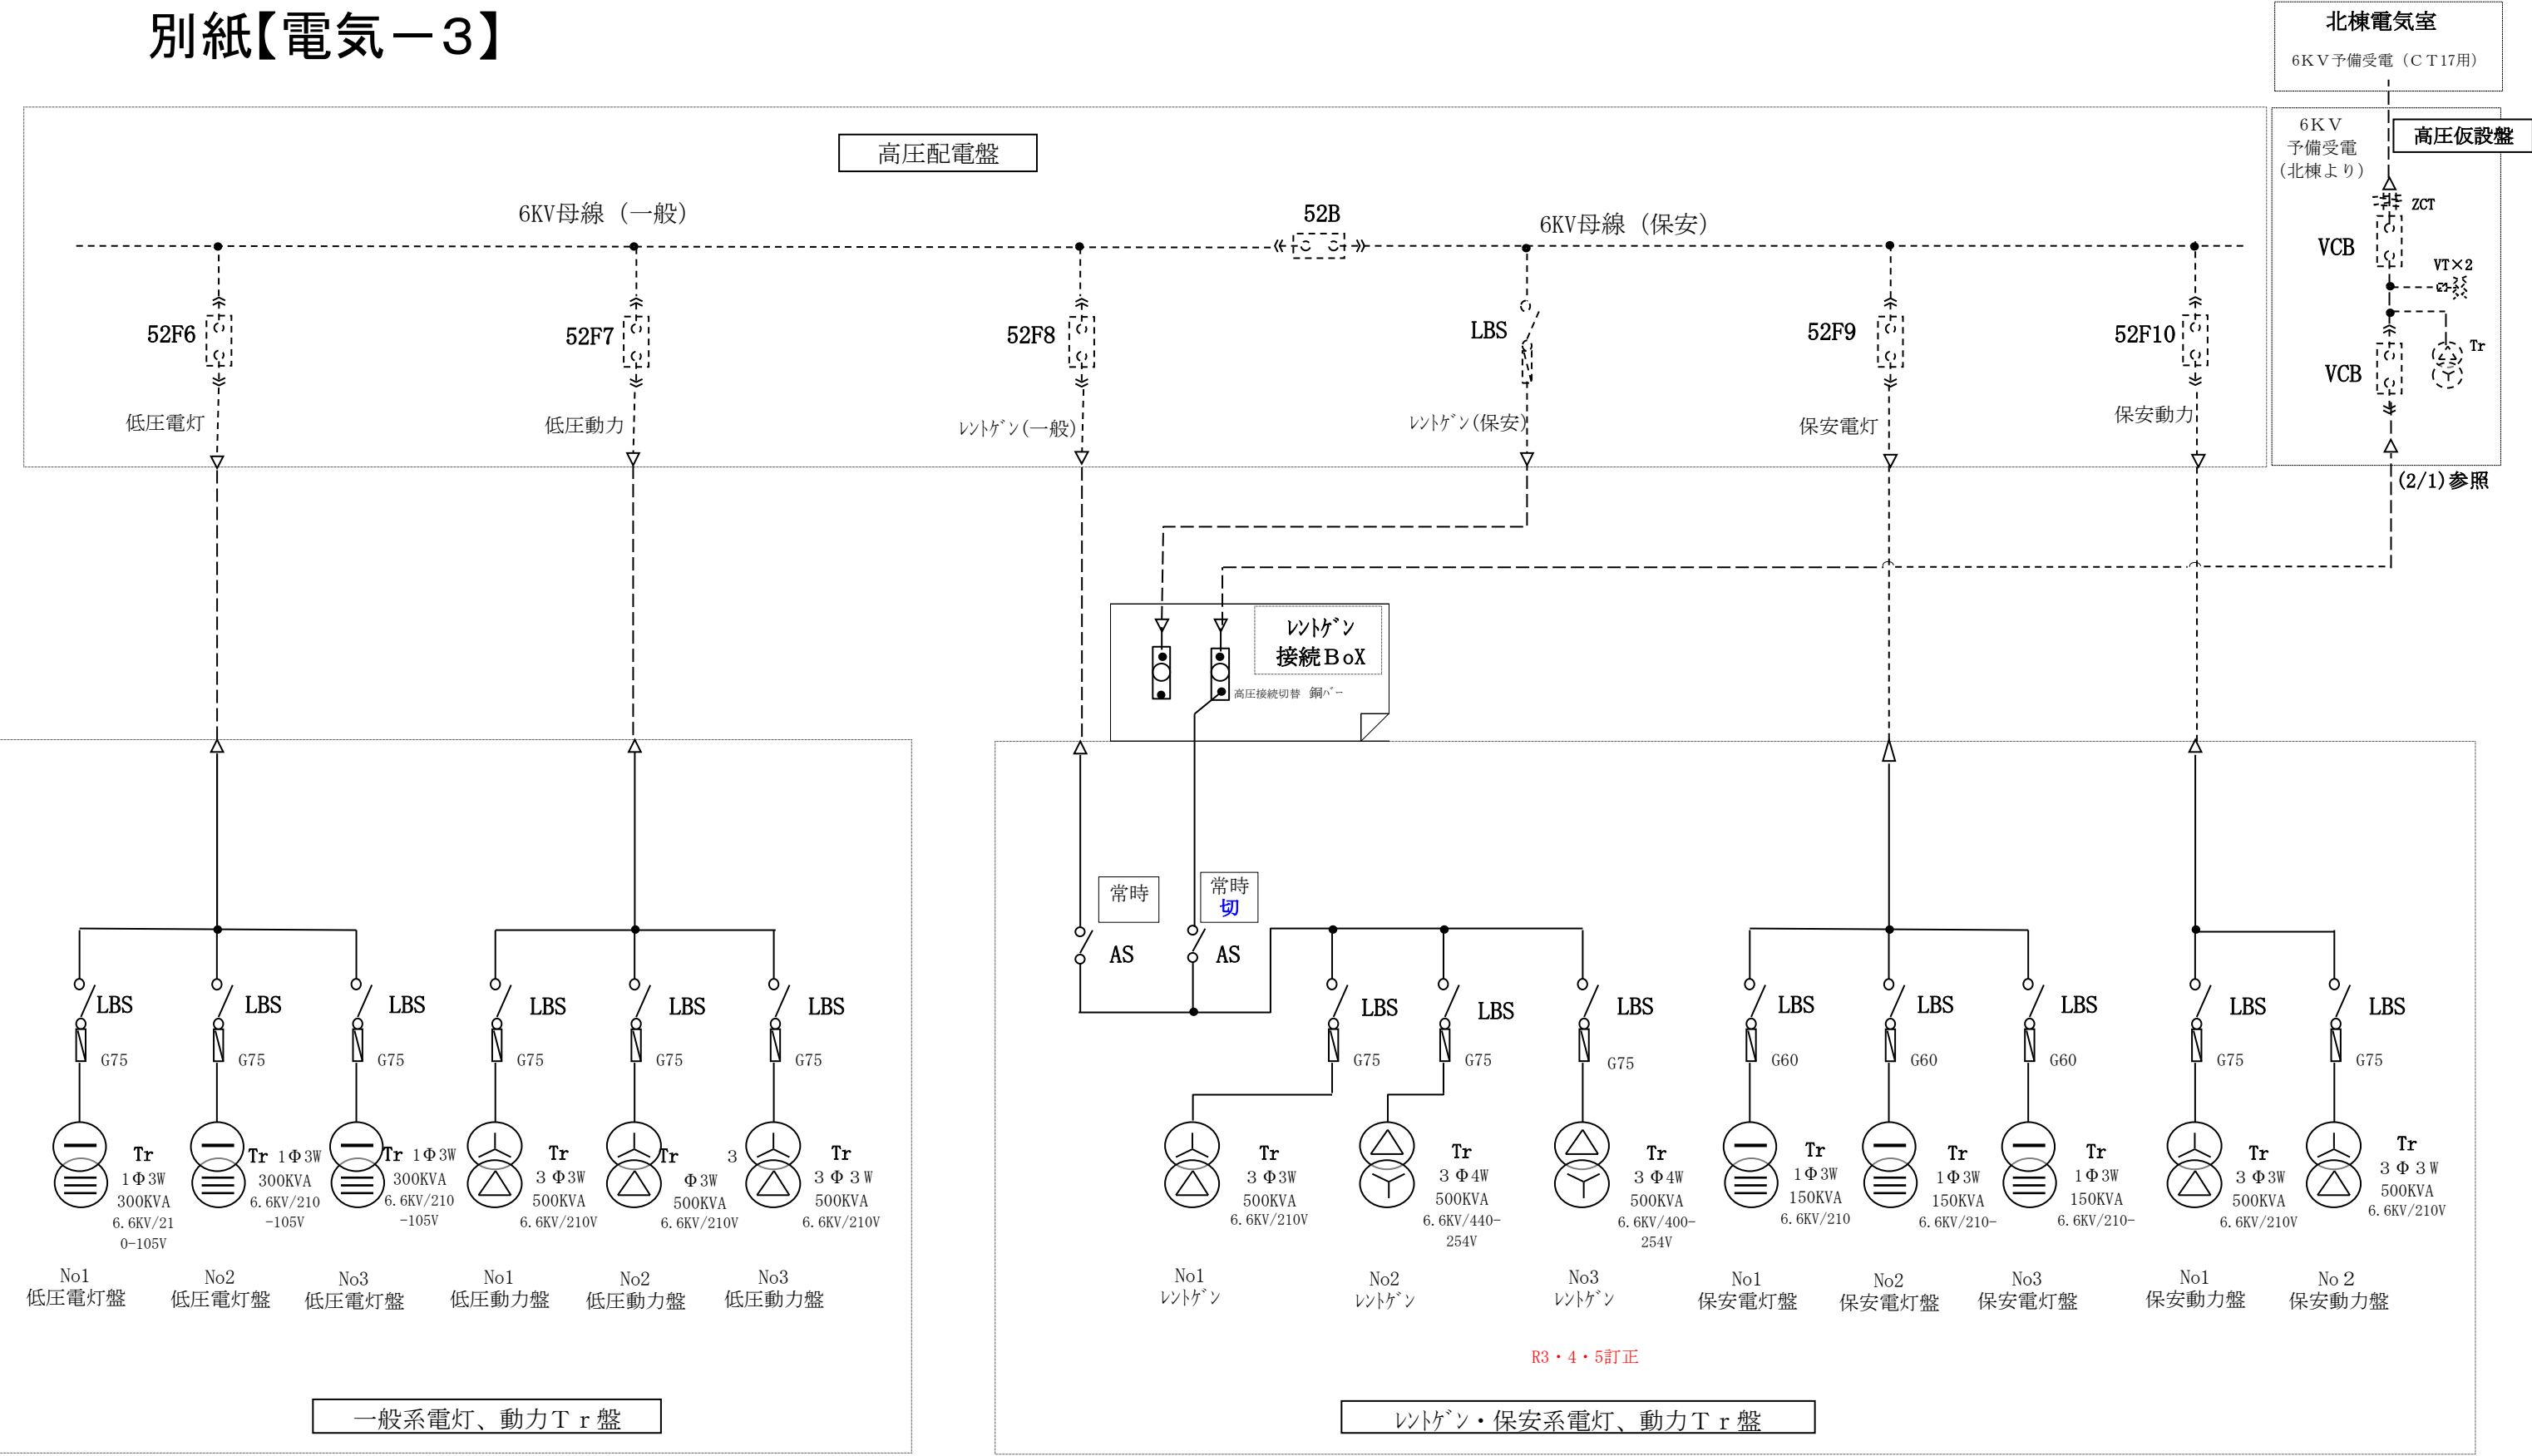 別紙【電気－３】
北棟電気室
6ＫＶ予備受電（ＣＴ17用）
高圧配電盤
6ＫＶ
予備受電
（北棟より）
高圧仮設盤
ZCT
VCB
VT×2
Tr
VCB
(2/1)参照
6KV母線（一般）
52B
6KV母線（保安）
52F6
52F7
52F8
LBS
52F9
52F10
低圧電灯
低圧動力
ﾚﾝﾄｹﾞﾝ(一般)
ﾚﾝﾄｹﾞﾝ(保安)
保安電灯
保安動力
ﾚﾝﾄｹﾞﾝ
接続ＢoX
高圧接続切替　銅ﾊﾞｰ
常時
常時
切
AS
AS
LBS
LBS
LBS
LBS
LBS
LBS
LBS
LBS
LBS
LBS
LBS
LBS
LBS
LBS
G75
G75
G75
G75
G75
G75
G75
G75
G75
G60
G60
G60
G75
G75
Tr
1Φ3W
300KVA
6.6KV/21
0-105V
Tr 1Φ3W
300KVA
6.6KV/210
-105V
Tr 1Φ3W
300KVA
6.6KV/210
-105V
Tr
３Φ3W
500KVA
6.6KV/210V
Tr　　３
Φ3W
500KVA
6.6KV/210V
Tr
３Φ３W
500KVA
6.6KV/210V
Tr
３Φ3W
500KVA
6.6KV/210V
Tr
３Φ4W
500KVA
6.6KV/440-
254V
Tr
３Φ4W
500KVA
6.6KV/400-
254V
Tr
1Φ3W
150KVA
6.6KV/210
Tr
1Φ3W
150KVA
6.6KV/210-
Tr
1Φ3W
150KVA
6.6KV/210-
Tr
３Φ3W
500KVA
6.6KV/210V
Tr
３Φ３W
500KVA
6.6KV/210V
No1
低圧電灯盤
No2
低圧電灯盤
No3
低圧電灯盤
No1
低圧動力盤
No2
低圧動力盤
No3
低圧動力盤
No1
ﾚﾝﾄｹﾞﾝ
No2
ﾚﾝﾄｹﾞﾝ
No3
ﾚﾝﾄｹﾞﾝ
No1
保安電灯盤
No2
保安電灯盤
No3
保安電灯盤
No1
保安動力盤
No２
保安動力盤
R3・4・5訂正
一般系電灯、動力Ｔｒ盤
ﾚﾝﾄｹﾞﾝ・保安系電灯、動力Ｔｒ盤